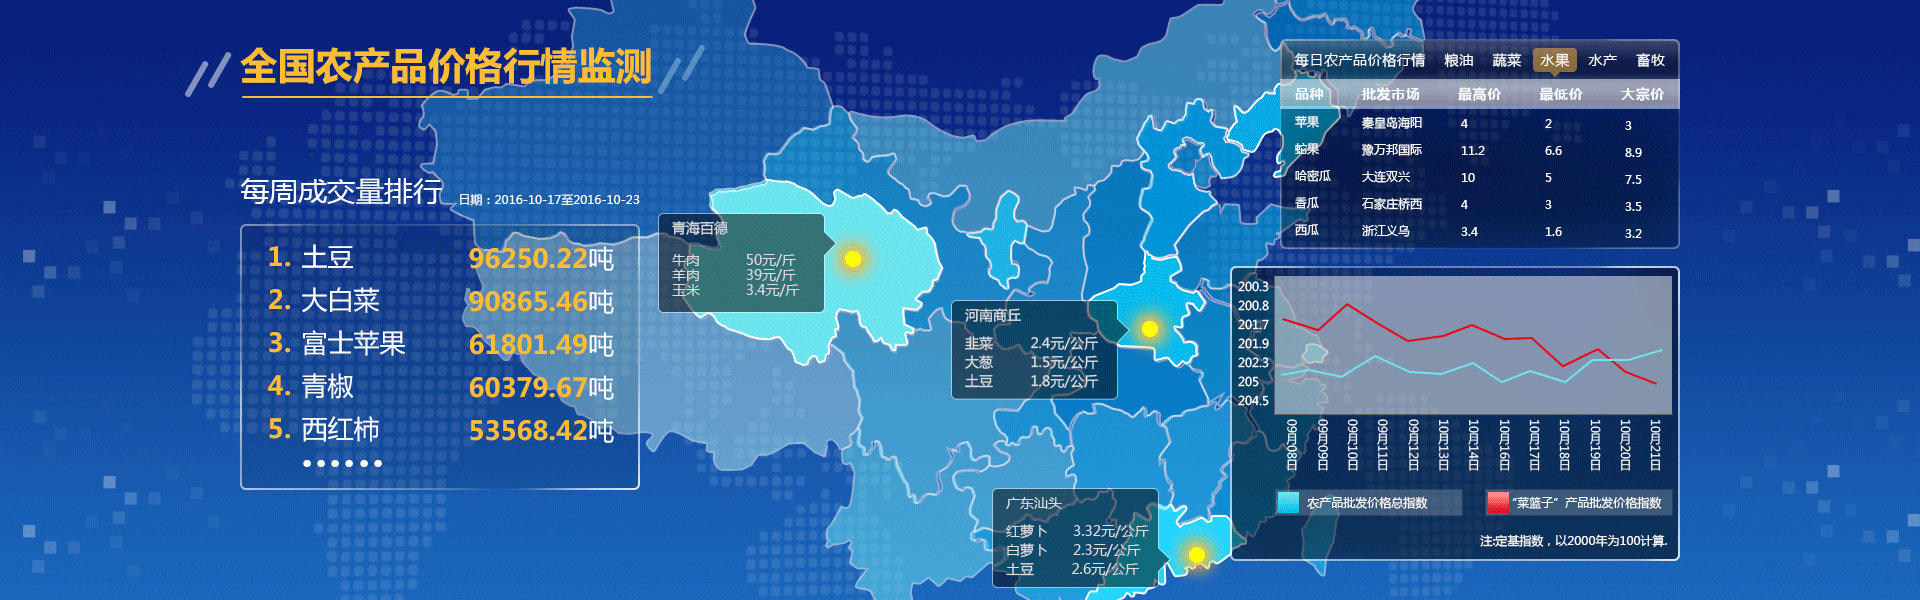 全国农产品价格行情监测
每周成交量排行 日期：2016-10-17至2016-10-23
1. 土豆 96250.22吨
2. 大白菜 90865.46吨
3. 富士苹果 61801.49吨
4. 青椒 60379.67吨
5. 西红柿 53568.42吨
••••••
青海百德
牛肉 50元/斤
羊肉 39元/斤
玉米 3.4元/斤
河南商丘
韭菜 2.4元/公斤
大葱 1.5元/公斤
土豆 1.8元/公斤
广东汕头
红萝卜 3.32元/公斤
白萝卜 2.3元/公斤
土豆 2.6元/公斤
每日农产品价格行情 粮油 蔬菜 水果 水产 畜牧
品种 批发市场 最高价 最低价 大宗价
苹果 秦皇岛海阳 4 2 3
蛇果 豫万邦国际 11.2 6.6 8.9
哈密瓜 大连双兴 10 5 7.5
香瓜 石家庄桥西 4 3 3.5
西瓜 浙江义乌 3.4 1.6 3.2
200.3
200.8
201.7
201.9
202.3
205
204.5
09月08日 09月09日 09月10日 09月11日 09月12日 10月13日 10月14日 10月16日 10月17日 10月18日 10月19日 10月20日 10月21日
农产品批发价格总指数 “菜篮子”产品批发价格指数
注:定基指数，以2000年为100计算.